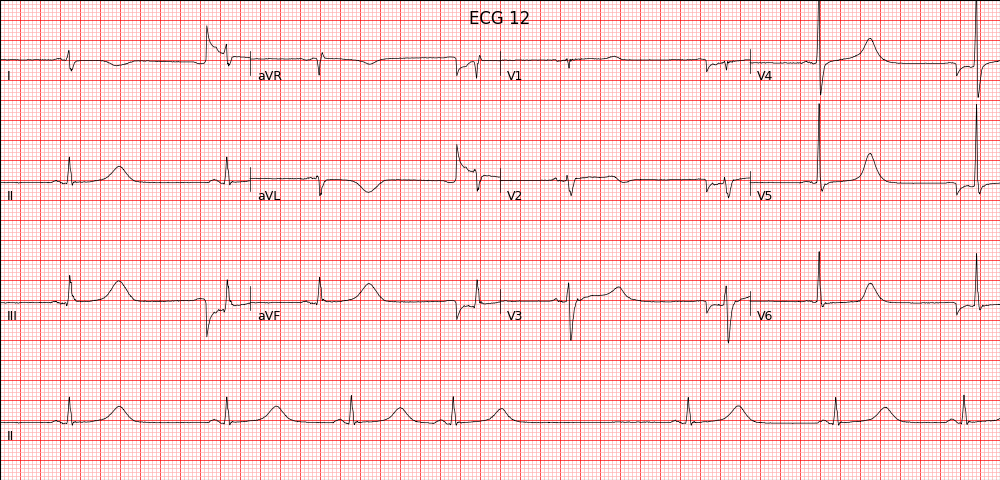 ECG 12
I aVR V1 V4
II aVL V2 V5
III aVF V3 V6
II